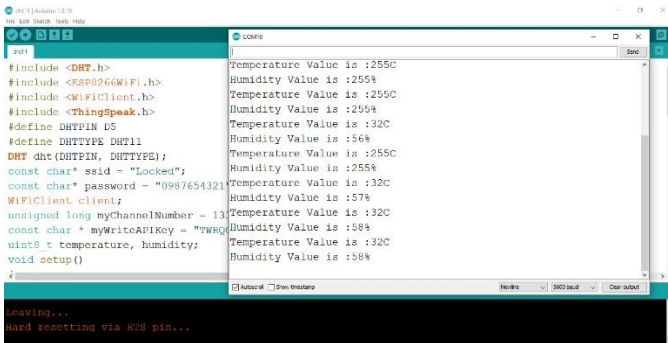 dht11 | Arduino 1.8.10
File Edit Sketch Tools Help
dht11
#include <DHT.h>
#include <ESP8266WiFi.h>
#include <WiFiClient.h>
#include <ThingSpeak.h>
#define DHTPIN D5
#define DHTTYPE DHT11
DHT dht(DHTPIN, DHTTYPE);
const char* ssid = "Locked";
const char* password = "0987654321"
WiFiClient client;
unsigned long myChannelNumber = 13
const char * myWriteAPIKey = "TWRQ
uint8_t temperature, humidity;
void setup()
COM10
Send
Temperature Value is :255C
Humidity Value is :255%
Temperature Value is :255C
Humidity Value is :255%
Temperature Value is :32C
Humidity Value is :56%
Temperature Value is :255C
Humidity Value is :255%
Temperature Value is :32C
Humidity Value is :57%
Temperature Value is :32C
Humidity Value is :58%
Temperature Value is :32C
Humidity Value is :58%
Autoscroll Show timestamp Newline 9600 baud Clear output
Leaving...
Hard resetting via RTS pin...